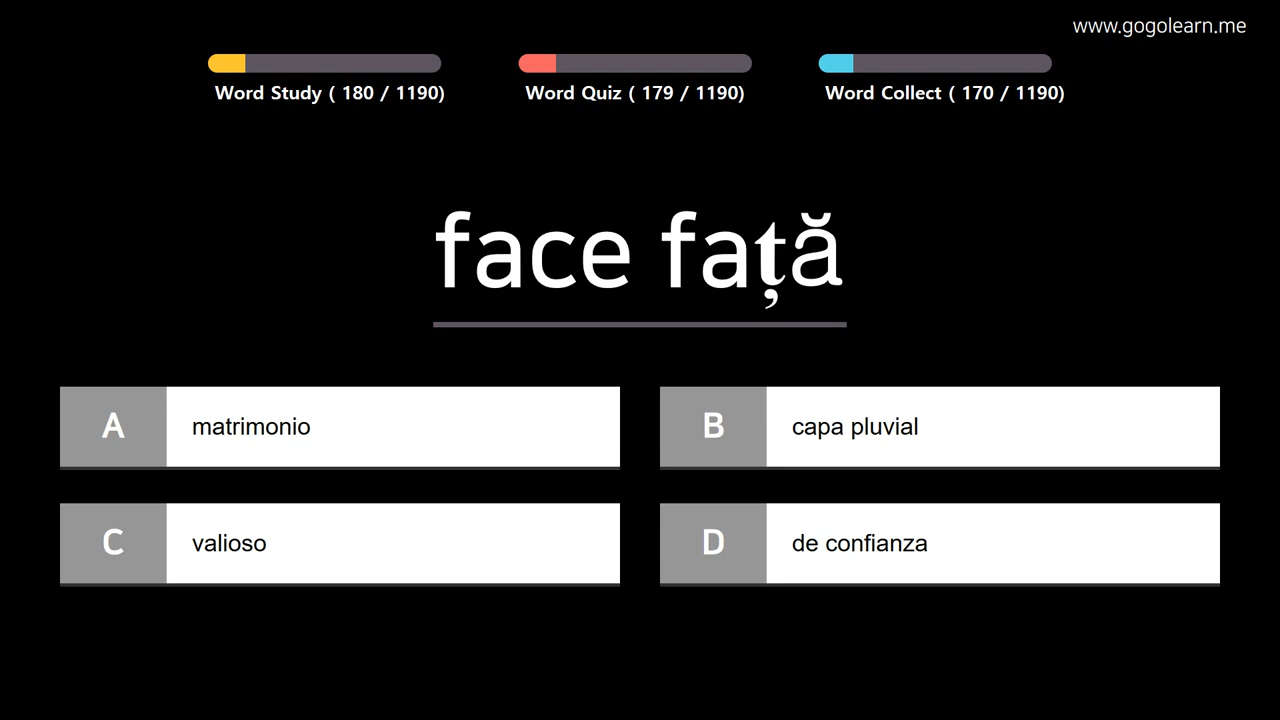 www.gogolearn.me
Word Study ( 180 / 1190)
Word Quiz ( 179 / 1190)
Word Collect ( 170 / 1190)
face față
A matrimonio
B capa pluvial
C valioso
D de confianza